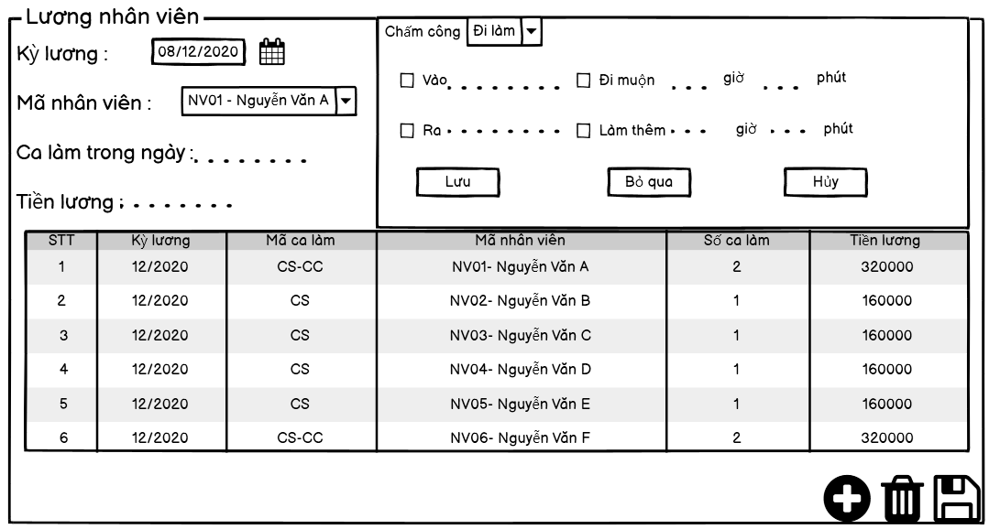 Lương nhân viên
Kỳ lương : 08/12/2020
Mã nhân viên : NV01 - Nguyễn Văn A
Ca làm trong ngày :
Tiền lương :
Chấm công Đi làm
Vào Đi muộn giờ phút
Ra Làm thêm giờ phút
Lưu Bỏ qua Hủy
STT Kỳ lương Mã ca làm Mã nhân viên Số ca làm Tiền lương
1 12/2020 CS-CC NV01- Nguyễn Văn A 2 320000
2 12/2020 CS NV02- Nguyễn Văn B 1 160000
3 12/2020 CS NV03- Nguyễn Văn C 1 160000
4 12/2020 CS NV04- Nguyễn Văn D 1 160000
5 12/2020 CS NV05- Nguyễn Văn E 1 160000
6 12/2020 CS-CC NV06- Nguyễn Văn F 2 320000